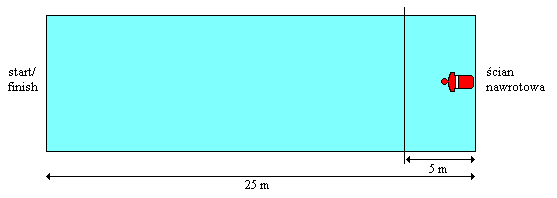 start/
finish
ścian
nawrotowa
5 m
25 m